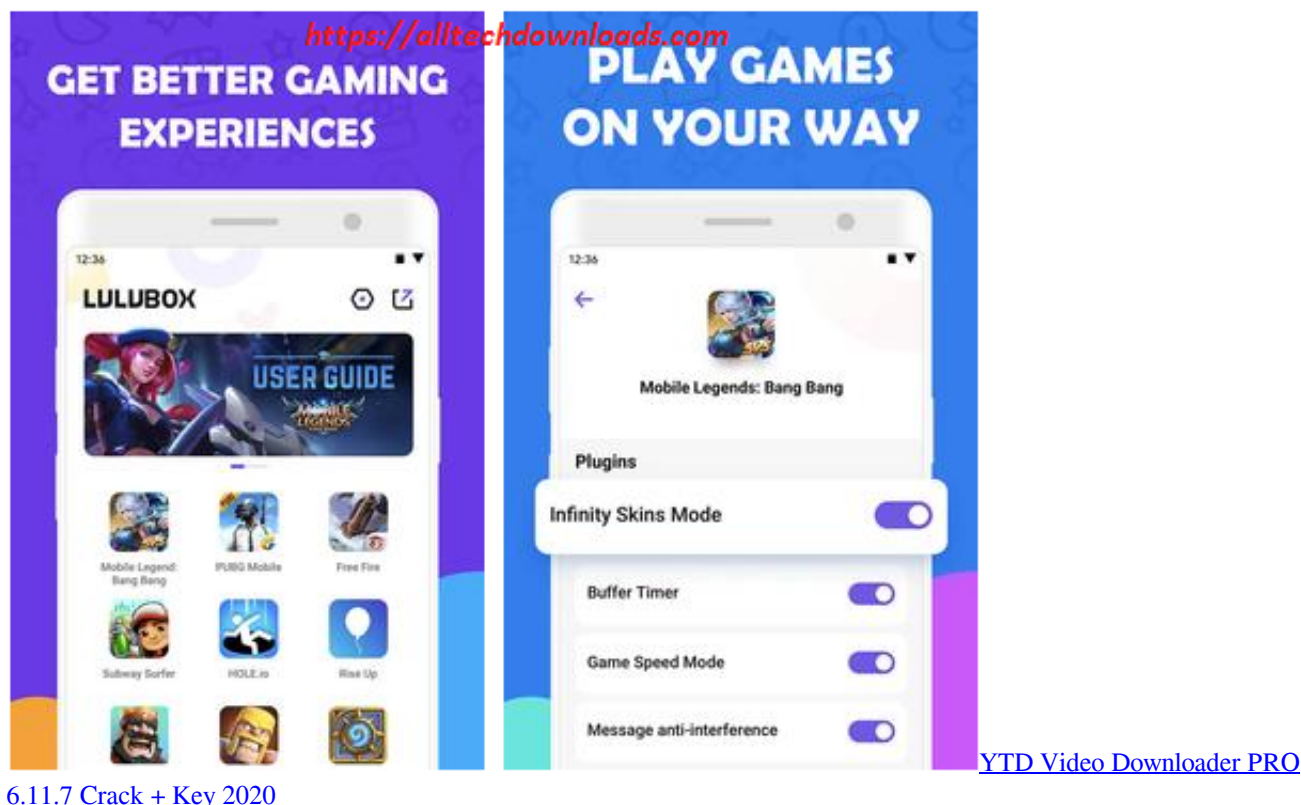 https://alltechdownloads.com
GET BETTER GAMING
EXPERIENCES
12:36
LULUBOX
USER GUIDE
MOBILE
LEGENDS
Mobile Legend:
Bang Bang
PUBG Mobile
Free Fire
Subway Surfer
HOLE.io
Rise Up
PLAY GAMES
ON YOUR WAY
12:36
Mobile Legends: Bang Bang
Plugins
Infinity Skins Mode
Buffer Timer
Game Speed Mode
Message anti-interference
YTD Video Downloader PRO
6.11.7 Crack + Key 2020